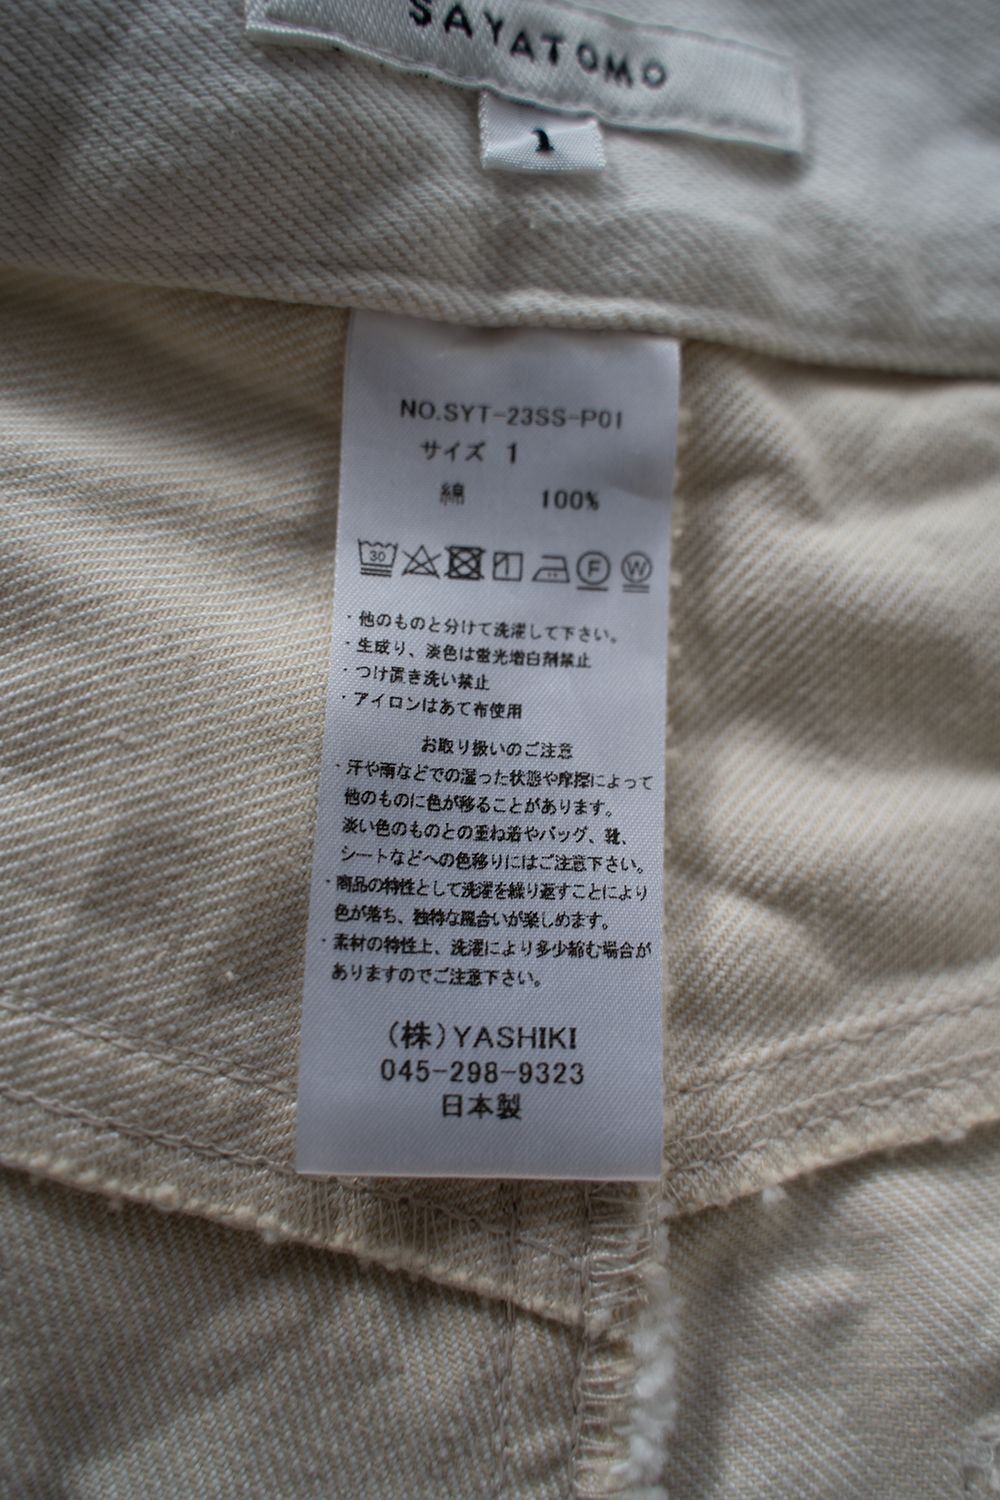 SAYATOMO
1
NO.SYT-23SS-P01
サイズ 1
綿 100%
30 F W
・他のものと分けて洗濯して下さい。
・生成り、淡色は蛍光増白剤禁止
・つけ置き洗い禁止
・アイロンはあて布使用
お取り扱いのご注意
・汗や雨などでの湿った状態や摩擦によって
他のものに色が移ることがあります。
淡い色のものとの重ね着やバッグ、靴、
シートなどへの色移りにはご注意下さい。
・商品の特性として洗濯を繰り返すことにより
色が落ち、独特な風合いが楽しめます。
・素材の特性上、洗濯により多少縮む場合が
ありますのでご注意下さい。
(株)YASHIKI
045-298-9323
日本製